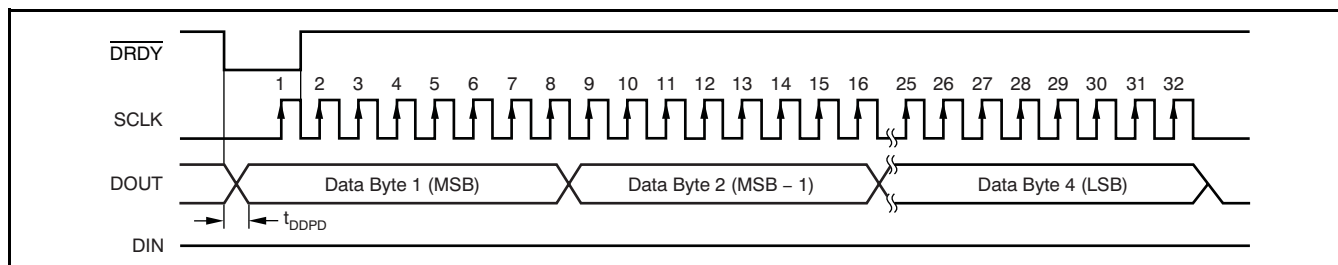 DRDY
1 2 3 4 5 6 7 8 9 10 11 12 13 14 15 16 25 26 27 28 29 30 31 32
SCLK
DOUT Data Byte 1 (MSB) Data Byte 2 (MSB − 1) Data Byte 4 (LSB)
tDDPD
DIN